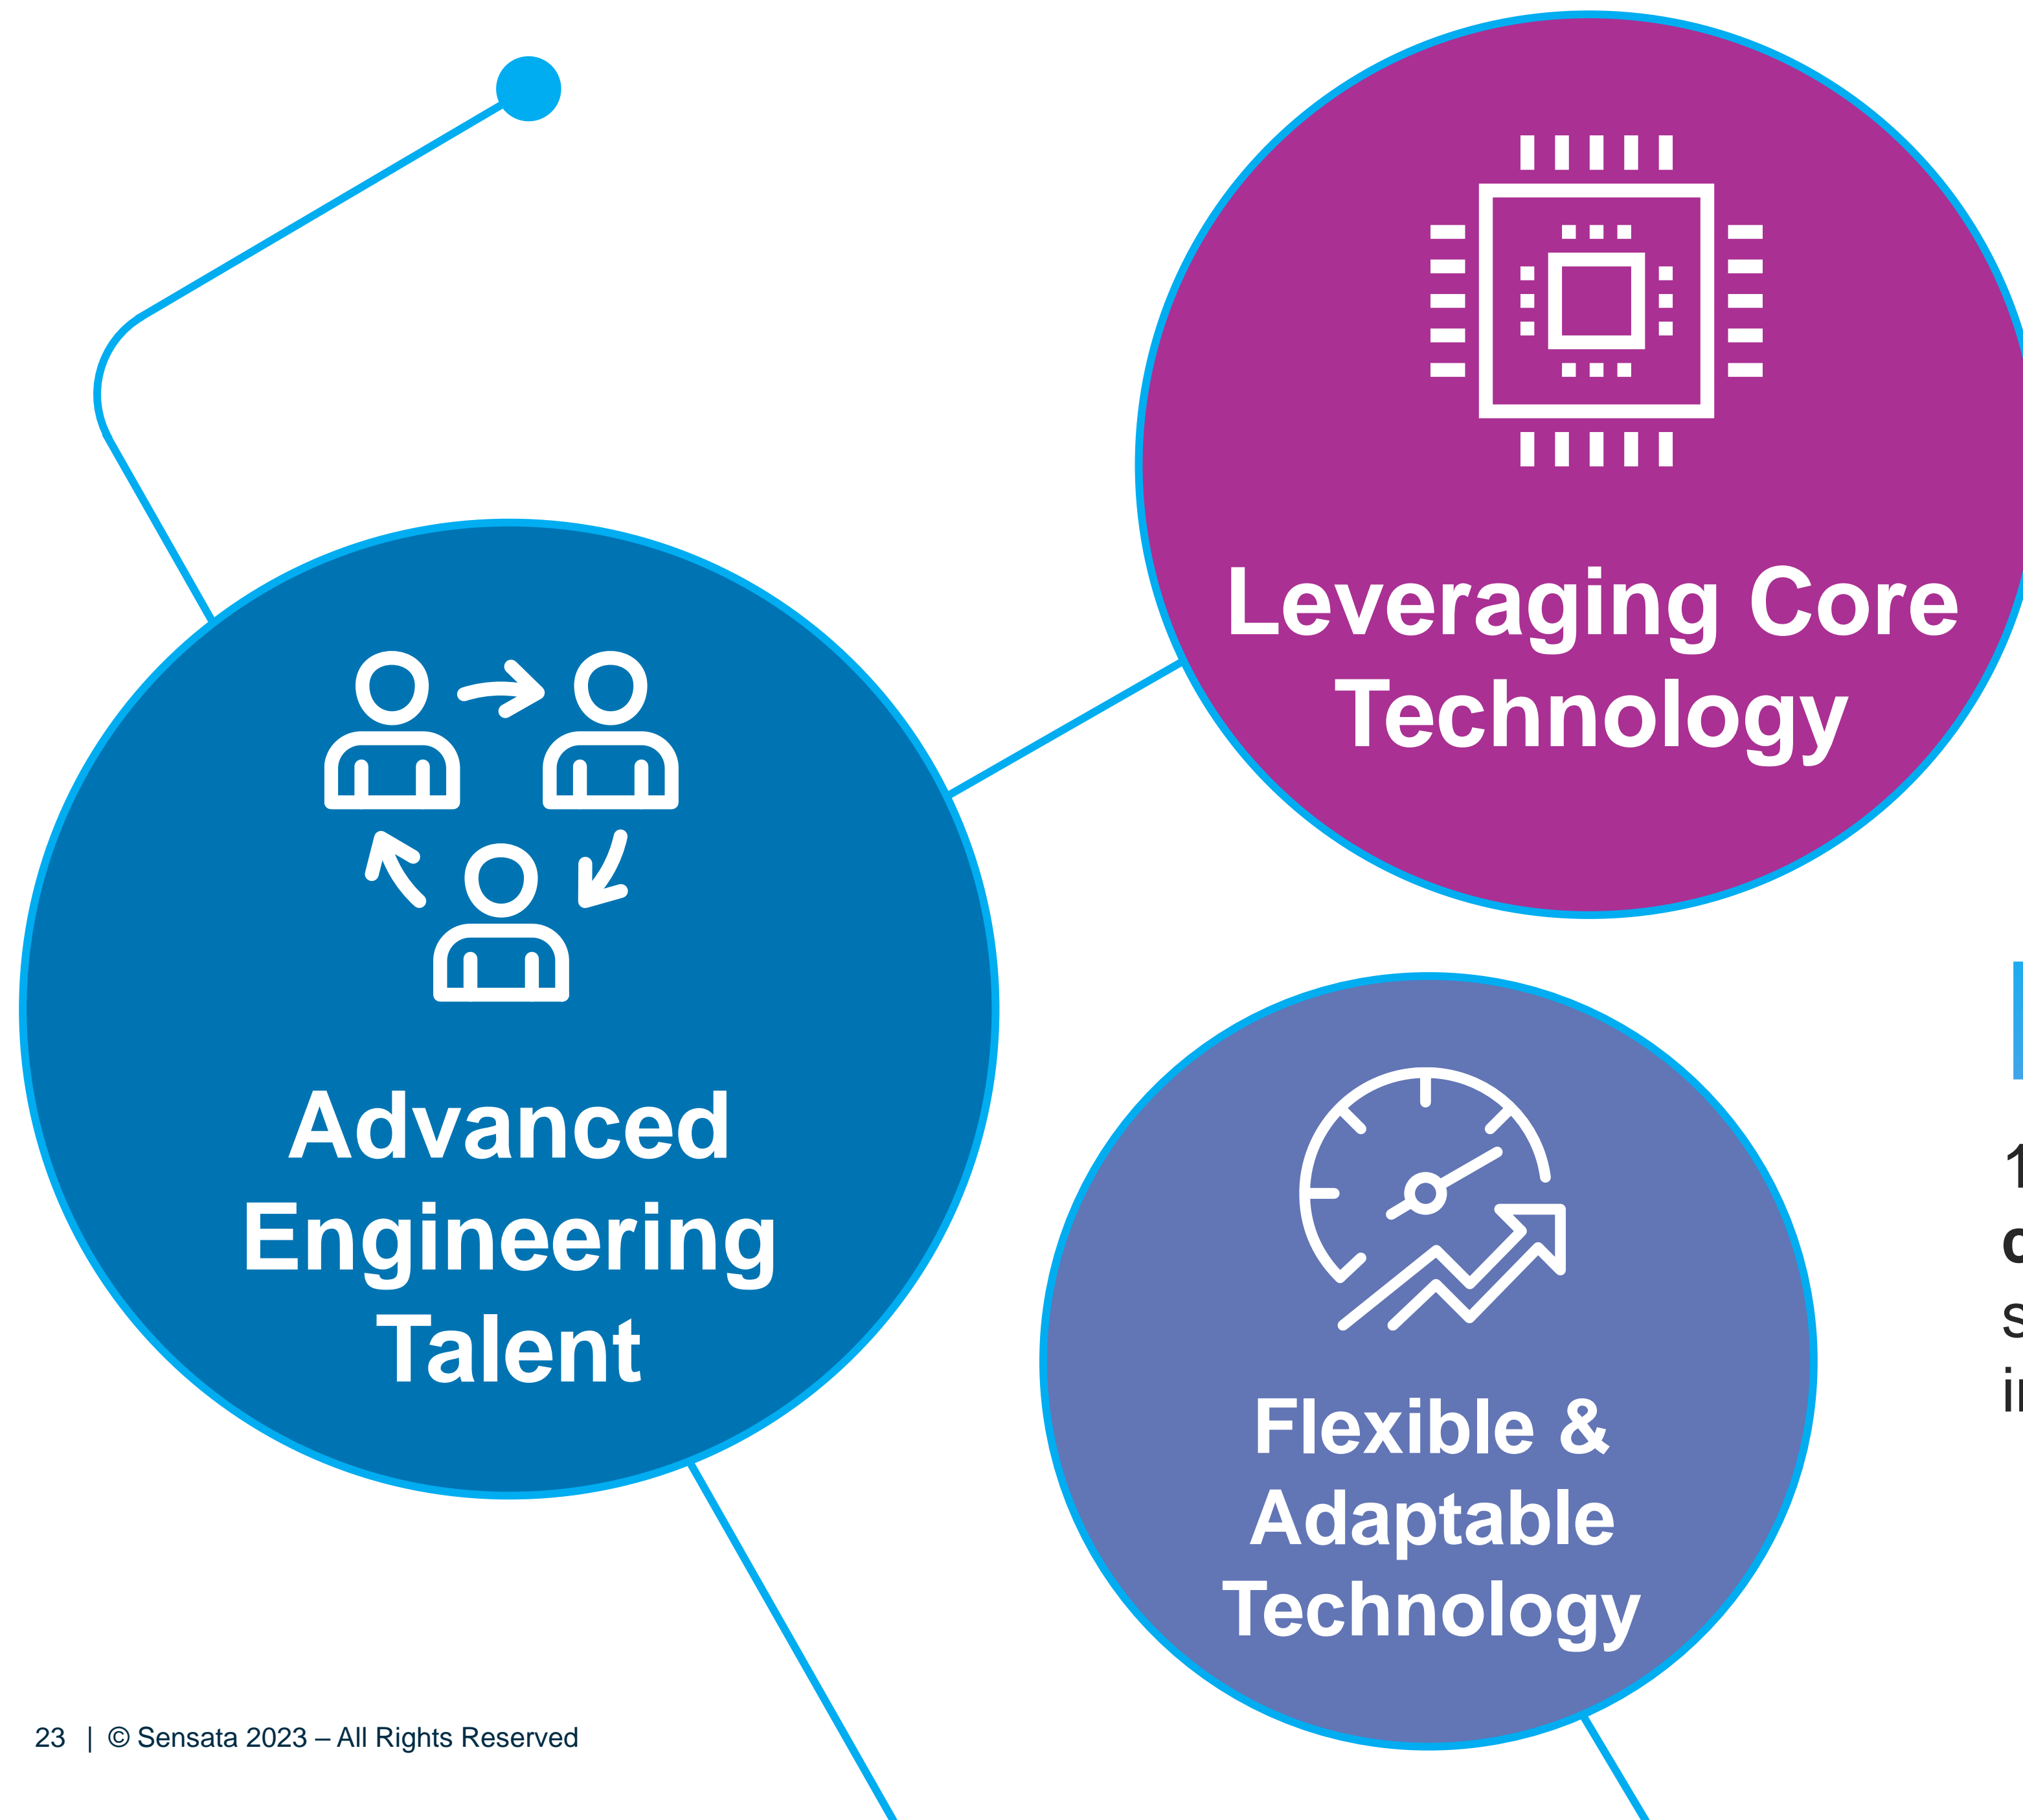 Leveraging Core
Technology
Advanced
Engineering
Talent
Flexible &
Adaptable
Technology
23 | © Sensata 2023 – All Rights Reserved